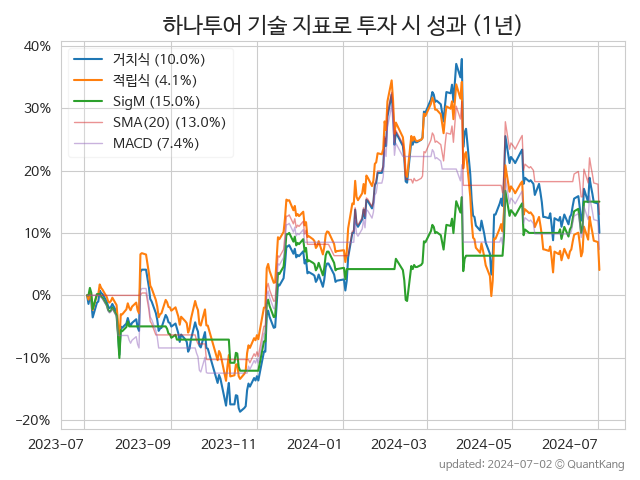 하나투어 기술 지표로 투자 시 성과 (1년)
거치식 (10.0%)
적립식 (4.1%)
SigM (15.0%)
SMA(20) (13.0%)
MACD (7.4%)
40%
30%
20%
10%
0%
−10%
−20%
2023-07
2023-09
2023-11
2024-01
2024-03
2024-05
2024-07
updated: 2024-07-02 © QuantKang